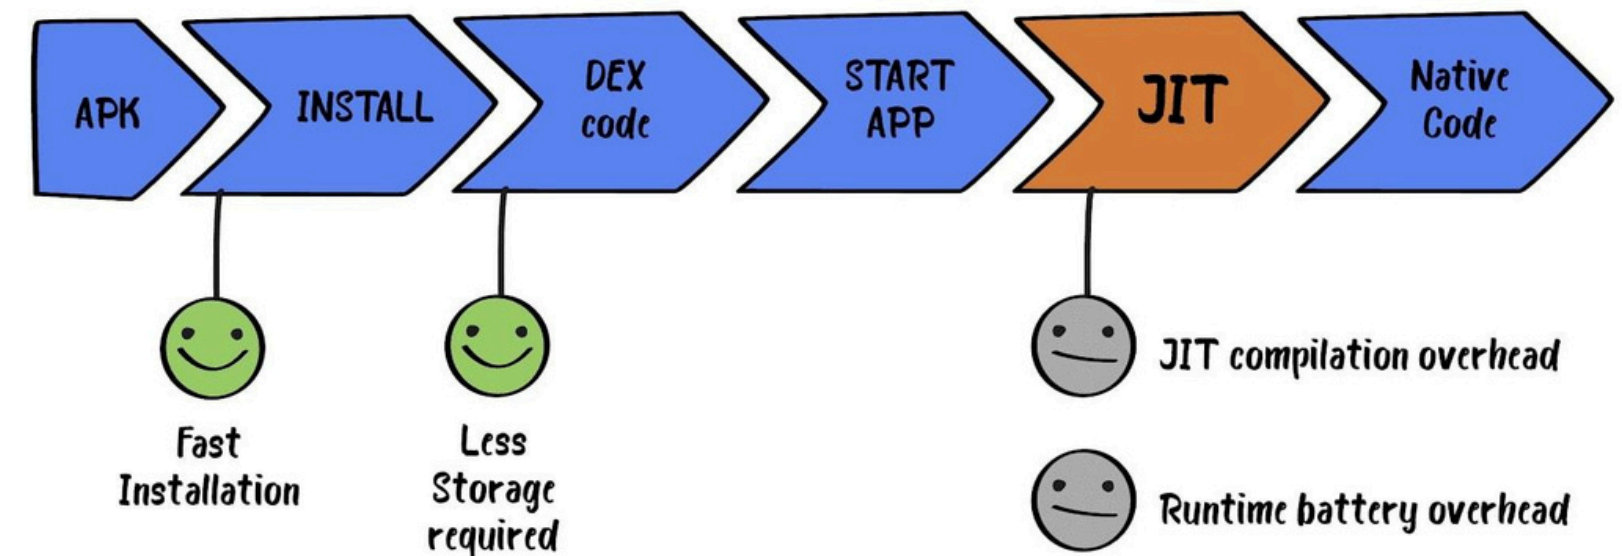 APK
INSTALL
DEX
code
START
APP
JIT
Native
Code
Fast
Installation
Less
Storage
required
JIT compilation overhead
Runtime battery overhead